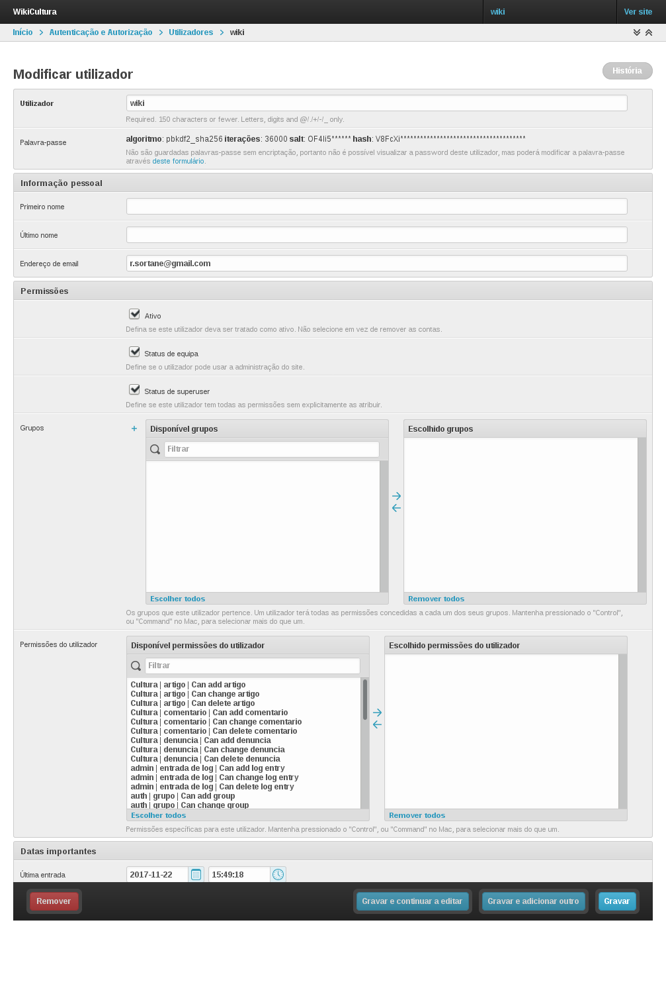 WikiCultura
wiki
Ver site
Início > Autenticação e Autorização > Utilizadores > wiki
Modificar utilizador
História
Utilizador
wiki
Required. 150 characters or fewer. Letters, digits and @/./+/-/_ only.
Palavra-passe
algoritmo: pbkdf2_sha256 iterações: 36000 salt: OF4li5****** hash: V8FcXi**************************************
Não são guardadas palavras-passe sem encriptação, portanto não é possível visualizar a password deste utilizador, mas poderá modificar a palavra-passe
através deste formulário.
Informação pessoal
Primeiro nome
Último nome
Endereço de email
r.sortane@gmail.com
Permissões
Ativo
Defina se este utilizador deva ser tratado como ativo. Não selecione em vez de remover as contas.
Status de equipa
Define se o utilizador pode usar a administração do site.
Status de superuser
Define se este utilizador tem todas as permissões sem explicitamente as atribuir.
Grupos
+
Disponível grupos
Filtrar
Escolher todos
Escolhido grupos
Remover todos
Os grupos que este utilizador pertence. Um utilizador terá todas as permissões concedidas a cada um dos seus grupos. Mantenha pressionado o "Control",
ou "Command" no Mac, para selecionar mais do que um.
Permissões do utilizador
Disponível permissões do utilizador
Filtrar
Cultura | artigo | Can add artigo
Cultura | artigo | Can change artigo
Cultura | artigo | Can delete artigo
Cultura | comentario | Can add comentario
Cultura | comentario | Can change comentario
Cultura | comentario | Can delete comentario
Cultura | denuncia | Can add denuncia
Cultura | denuncia | Can change denuncia
Cultura | denuncia | Can delete denuncia
admin | entrada de log | Can add log entry
admin | entrada de log | Can change log entry
admin | entrada de log | Can delete log entry
auth | grupo | Can add group
auth | grupo | Can change group
Escolher todos
Escolhido permissões do utilizador
Remover todos
Permissões específicas para este utilizador. Mantenha pressionado o "Control", ou "Command" no Mac, para selecionar mais do que um.
Datas importantes
Última entrada
2017-11-22
15:49:18
Remover
Gravar e continuar a editar
Gravar e adicionar outro
Gravar